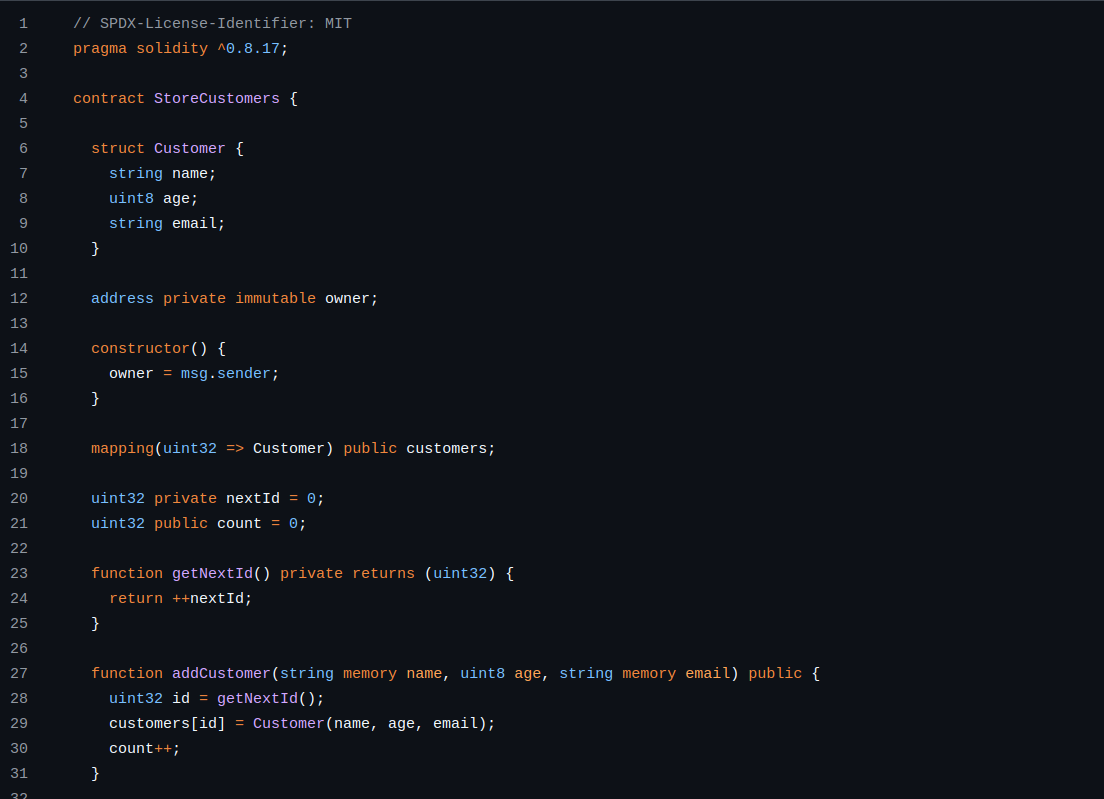 1 // SPDX-License-Identifier: MIT
2 pragma solidity ^0.8.17;
3
4 contract StoreCustomers {
5
6 struct Customer {
7 string name;
8 uint8 age;
9 string email;
10 }
11
12 address private immutable owner;
13
14 constructor() {
15 owner = msg.sender;
16 }
17
18 mapping(uint32 => Customer) public customers;
19
20 uint32 private nextId = 0;
21 uint32 public count = 0;
22
23 function getNextId() private returns (uint32) {
24 return ++nextId;
25 }
26
27 function addCustomer(string memory name, uint8 age, string memory email) public {
28 uint32 id = getNextId();
29 customers[id] = Customer(name, age, email);
30 count++;
31 }
32